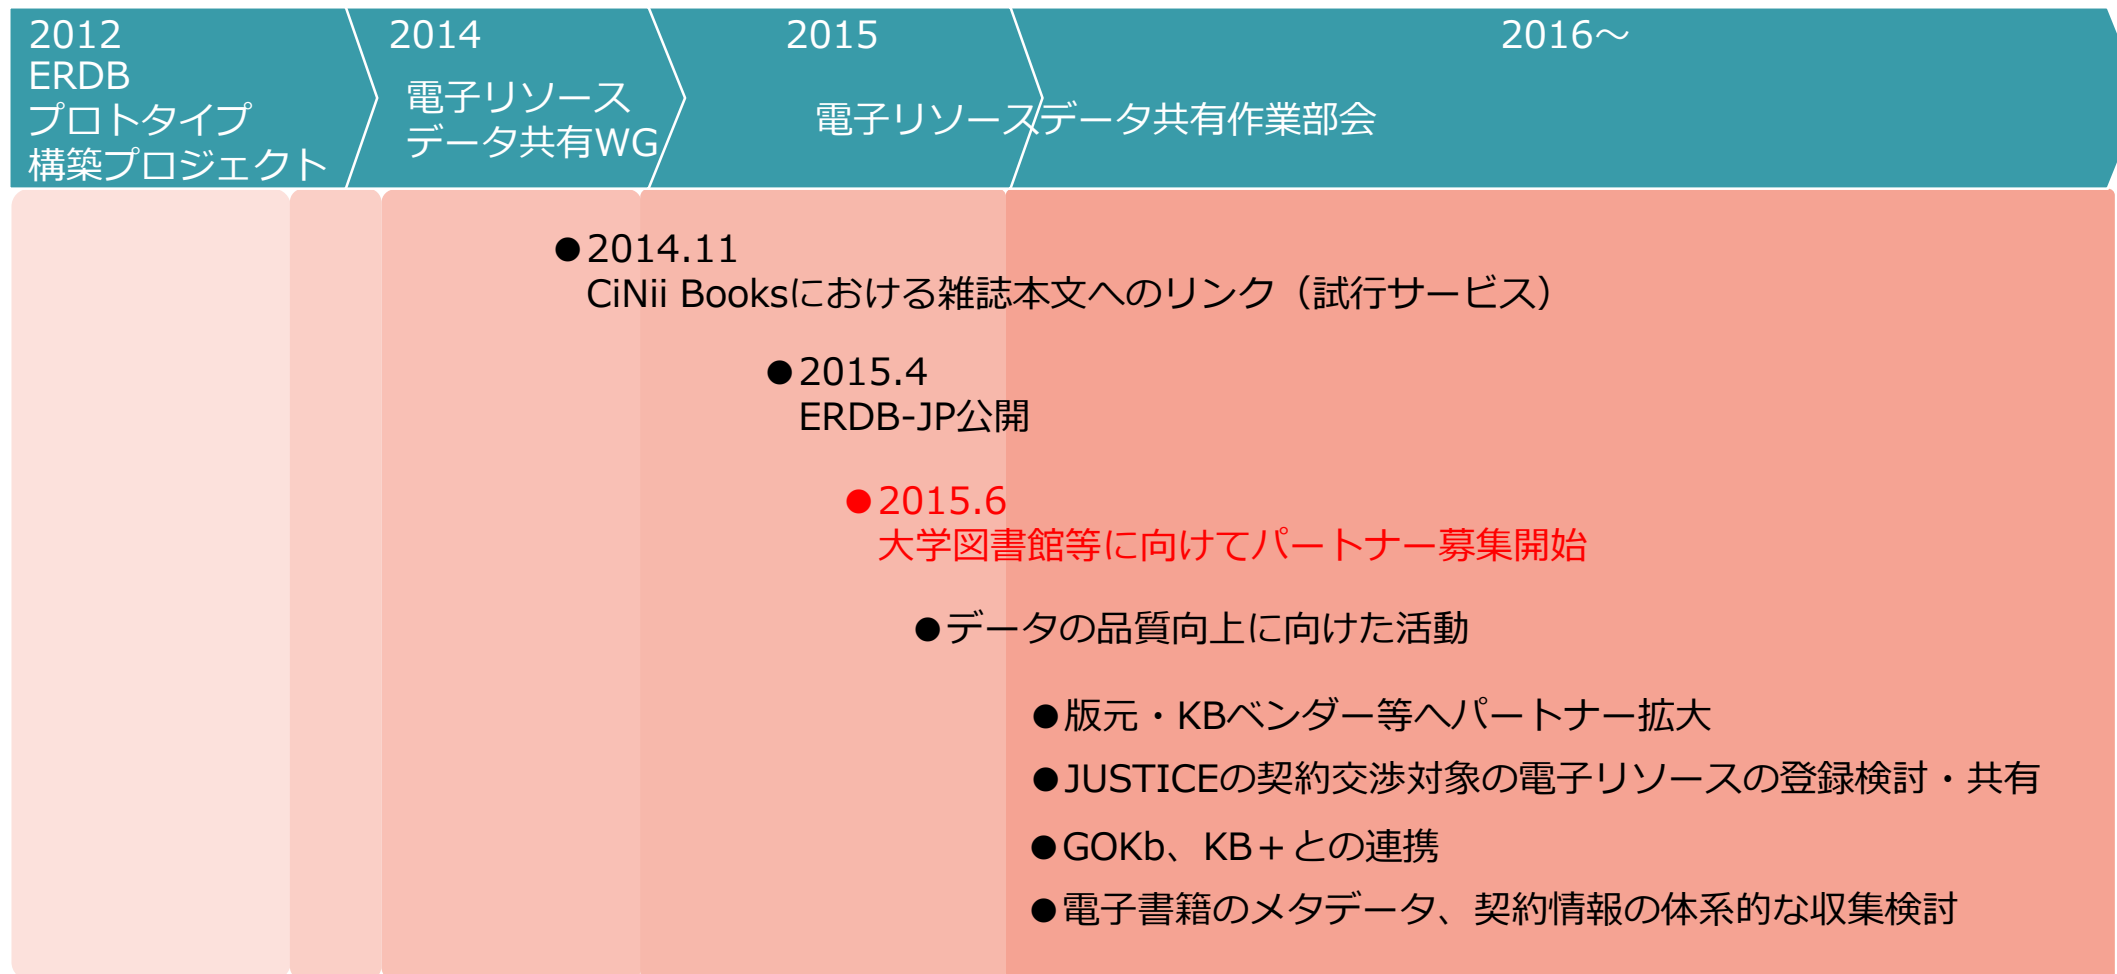 2012
ERDB
プロトタイプ
構築プロジェクト
2014
電子リソース
データ共有WG
2015
2016～
電子リソースデータ共有作業部会
●2014.11
CiNii Booksにおける雑誌本文へのリンク（試行サービス）
●2015.4
ERDB-JP公開
●2015.6
大学図書館等に向けてパートナー募集開始
●データの品質向上に向けた活動
●版元・KBベンダー等へパートナー拡大
●JUSTICEの契約交渉対象の電子リソースの登録検討・共有
●GOKb、KB＋との連携
●電子書籍のメタデータ、契約情報の体系的な収集検討